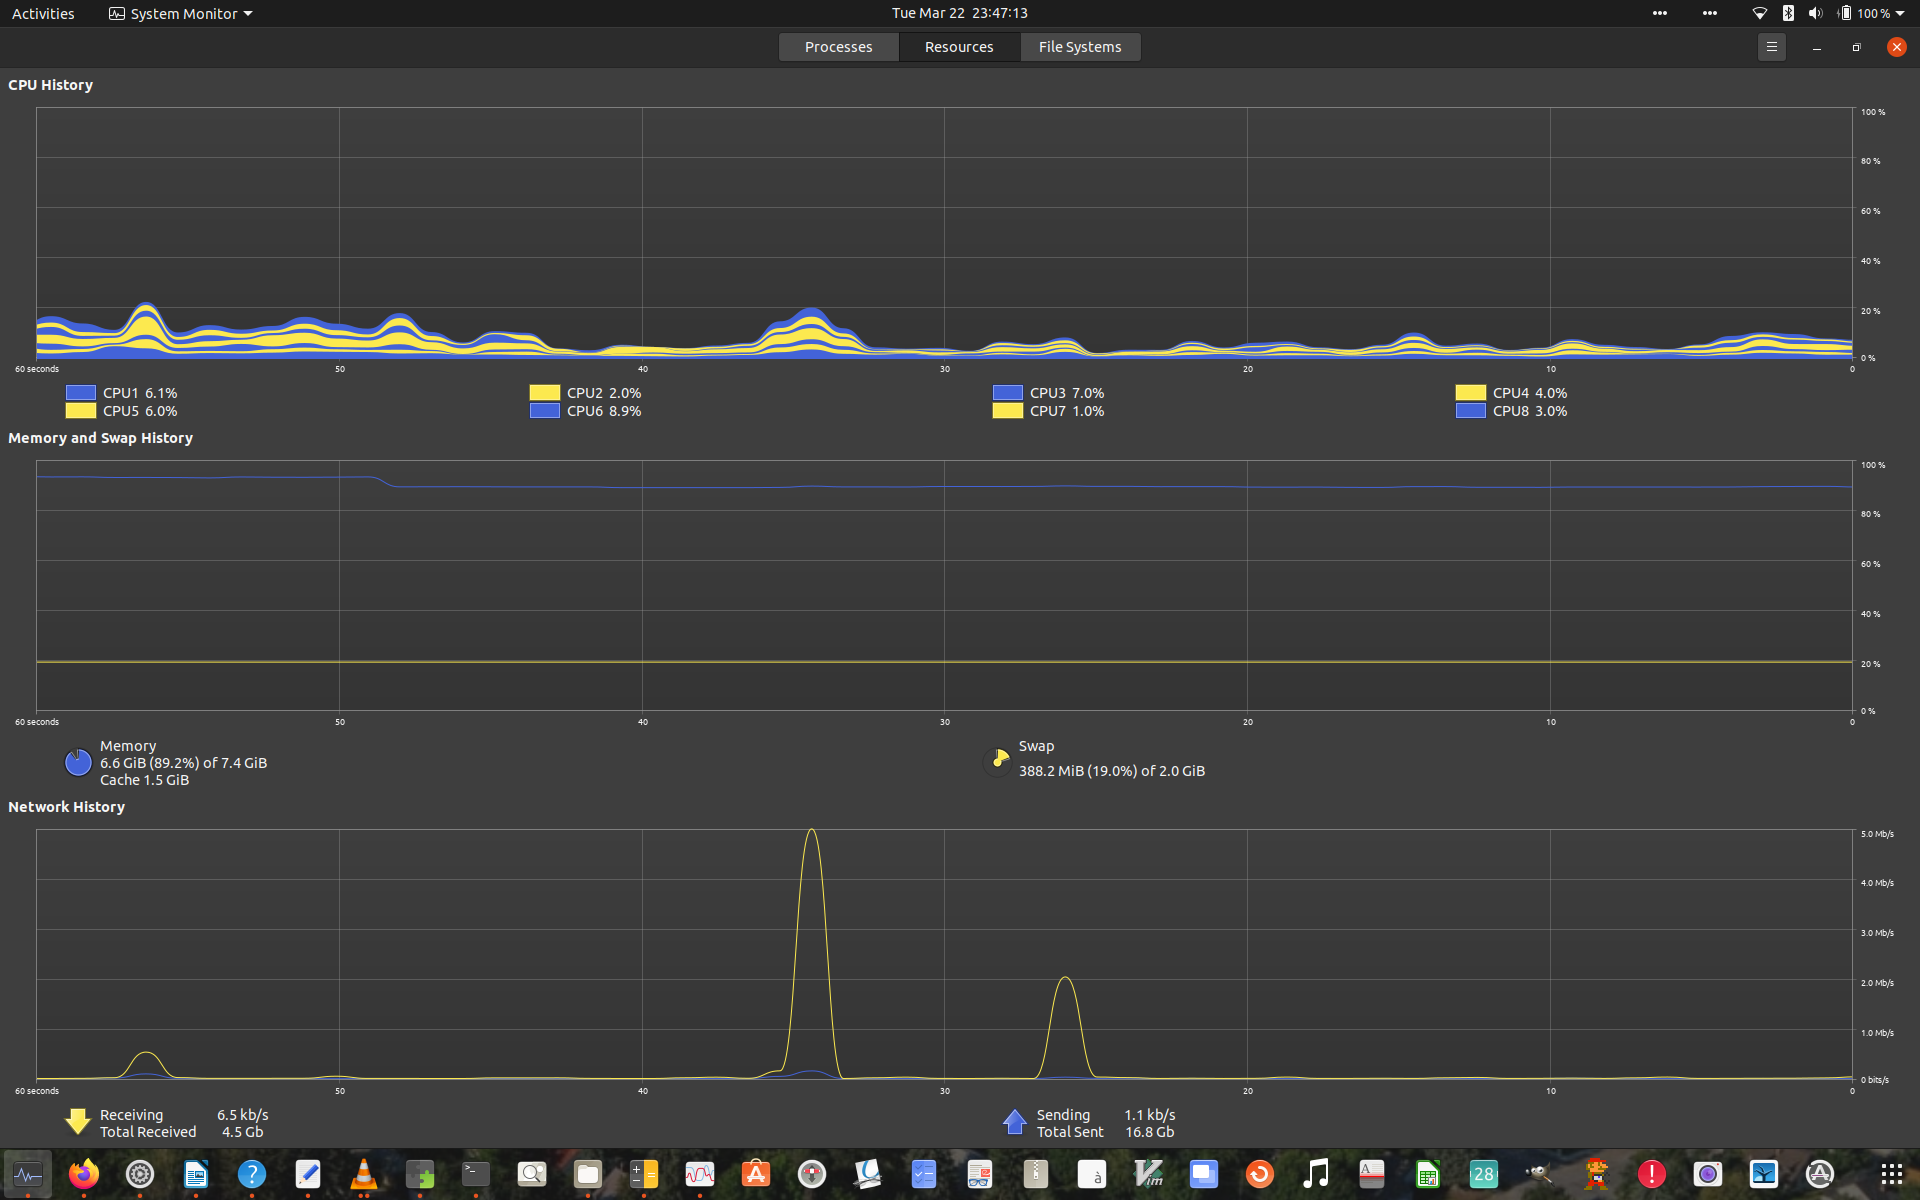 Activities System Monitor Tue Mar 22 23:47:13 100 %
Processes Resources File Systems
CPU History
100 %
80 %
60 %
40 %
20 %
0 %
60 seconds 50 40 30 20 10 0
CPU1 6.1% CPU2 2.0% CPU3 7.0% CPU4 4.0%
CPU5 6.0% CPU6 8.9% CPU7 1.0% CPU8 3.0%
Memory and Swap History
100 %
80 %
60 %
40 %
20 %
0 %
60 seconds 50 40 30 20 10 0
Memory
6.6 GiB (89.2%) of 7.4 GiB
Cache 1.5 GiB
Swap
388.2 MiB (19.0%) of 2.0 GiB
Network History
5.0 Mb/s
4.0 Mb/s
3.0 Mb/s
2.0 Mb/s
1.0 Mb/s
0 bits/s
60 seconds 50 40 30 20 10 0
Receiving 6.5 kb/s
Total Received 4.5 Gb
Sending 1.1 kb/s
Total Sent 16.8 Gb
? >_ à Vim A 28 !